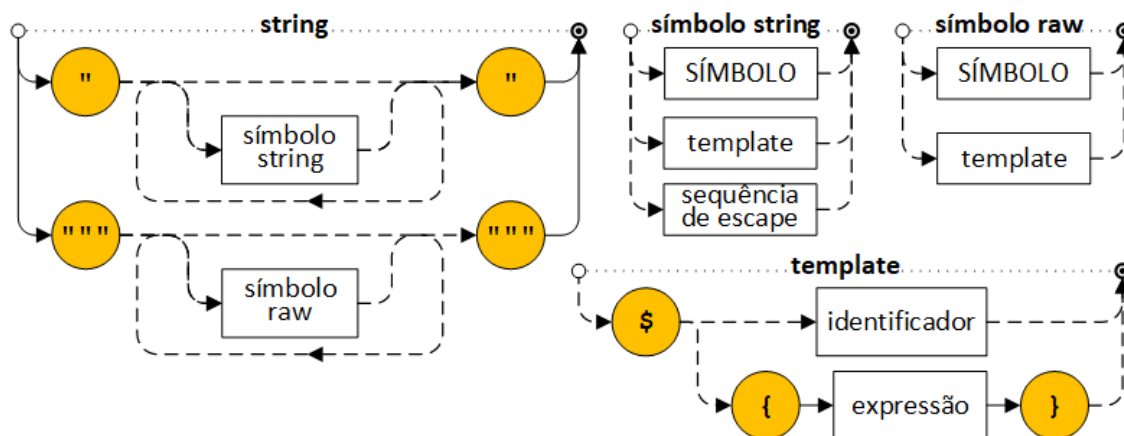 string
"
"
símbolo
string
"""
"""
símbolo
raw
símbolo string
SÍMBOLO
template
sequência
de escape
símbolo raw
SÍMBOLO
template
template
$
identificador
{
expressão
}